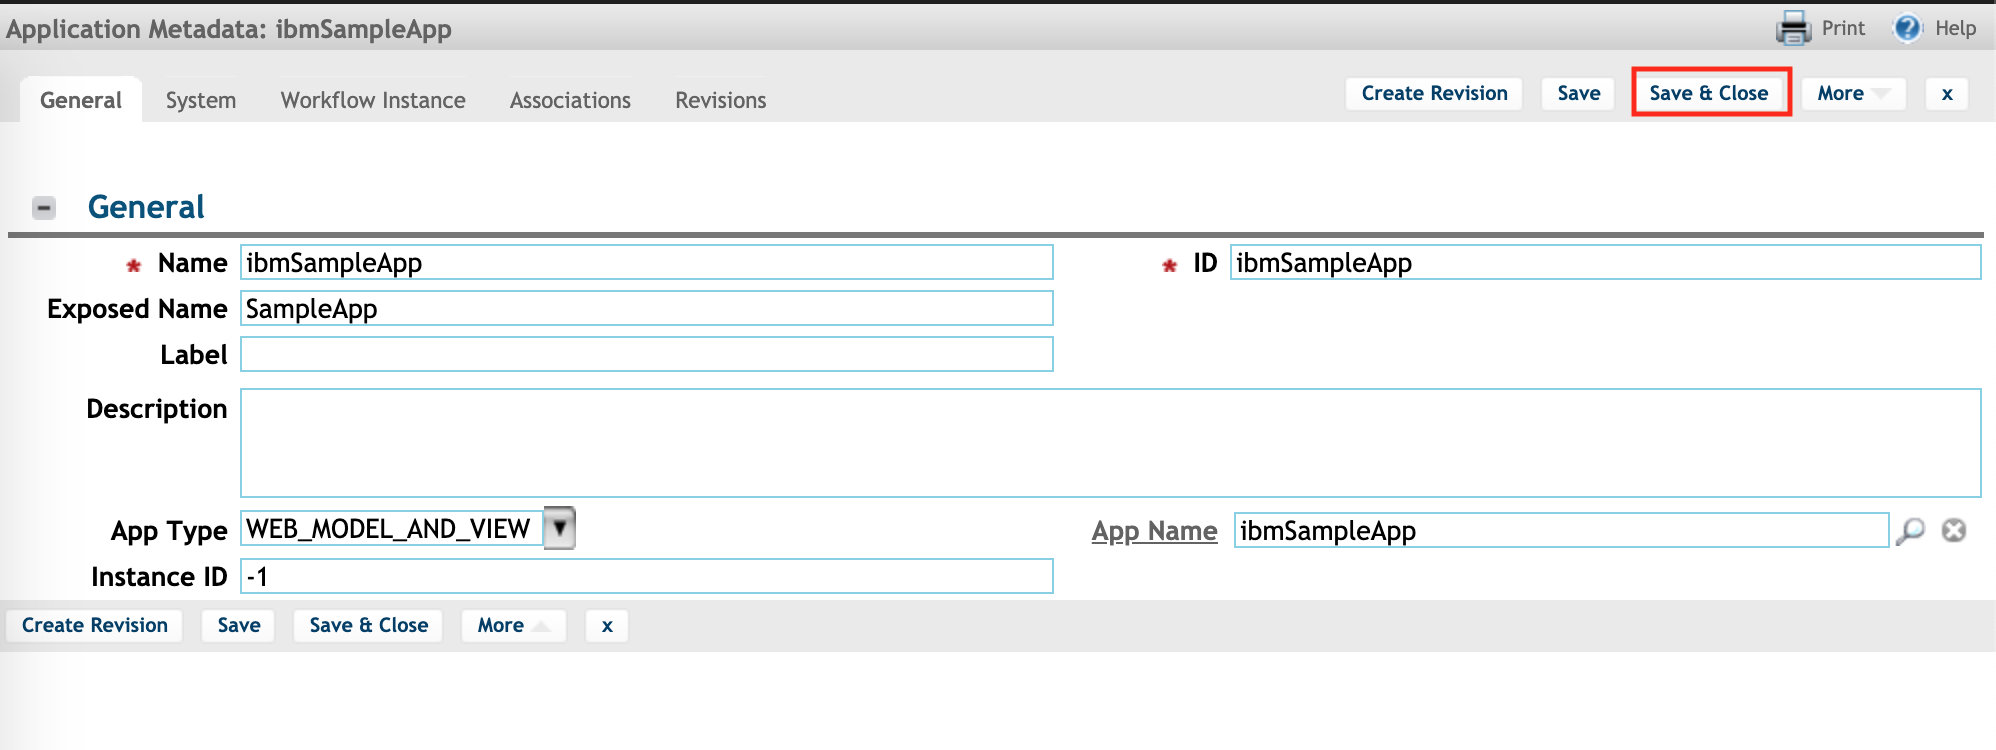 Application Metadata: ibmSampleApp Print Help
General System Workflow Instance Associations Revisions Create Revision Save Save & Close More x
General
* Name ibmSampleApp * ID ibmSampleApp
Exposed Name SampleApp
Label
Description
App Type WEB_MODEL_AND_VIEW App Name ibmSampleApp
Instance ID -1
Create Revision Save Save & Close More x